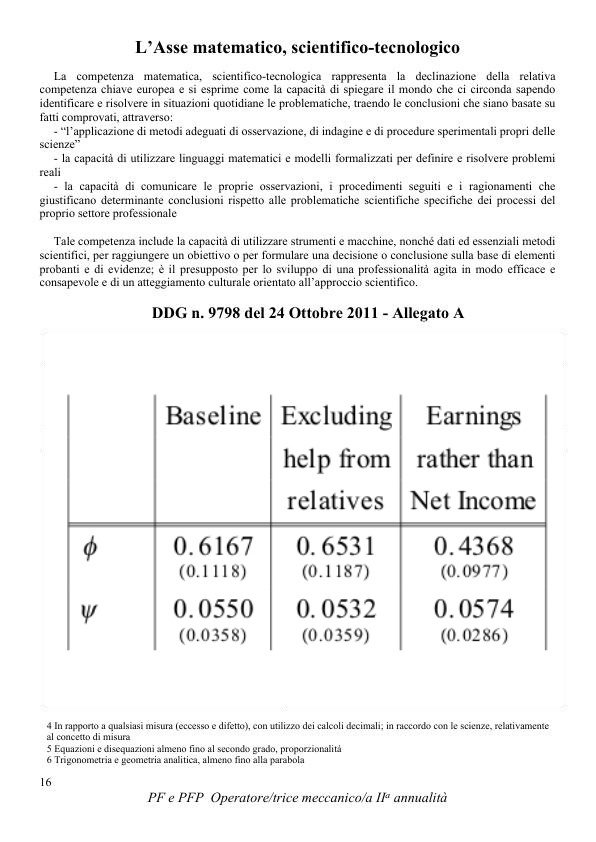 L’Asse matematico, scientifico-tecnologico
La competenza matematica, scientifico-tecnologica rappresenta la declinazione della relativa
competenza chiave europea e si esprime come la capacità di spiegare il mondo che ci circonda sapendo
identificare e risolvere in situazioni quotidiane le problematiche, traendo le conclusioni che siano basate su
fatti comprovati, attraverso:
- “l’applicazione di metodi adeguati di osservazione, di indagine e di procedure sperimentali propri delle
scienze”
- la capacità di utilizzare linguaggi matematici e modelli formalizzati per definire e risolvere problemi
reali
- la capacità di comunicare le proprie osservazioni, i procedimenti seguiti e i ragionamenti che
giustificano determinante conclusioni rispetto alle problematiche scientifiche specifiche dei processi del
proprio settore professionale
Tale competenza include la capacità di utilizzare strumenti e macchine, nonché dati ed essenziali metodi
scientifici, per raggiungere un obiettivo o per formulare una decisione o conclusione sulla base di elementi
probanti e di evidenze; è il presupposto per lo sviluppo di una professionalità agita in modo efficace e
consapevole e di un atteggiamento culturale orientato all’approccio scientifico.
DDG n. 9798 del 24 Ottobre 2011 - Allegato A
Baseline Excluding Earnings
help from rather than
relatives Net Income
ϕ 0.6167 0.6531 0.4368
(0.1118) (0.1187) (0.0977)
ψ 0.0550 0.0532 0.0574
(0.0358) (0.0359) (0.0286)
4 In rapporto a qualsiasi misura (eccesso e difetto), con utilizzo dei calcoli decimali; in raccordo con le scienze, relativamente
al concetto di misura
5 Equazioni e disequazioni almeno fino al secondo grado, proporzionalità
6 Trigonometria e geometria analitica, almeno fino alla parabola
16
PF e PFP Operatore/trice meccanico/a IIª annualità